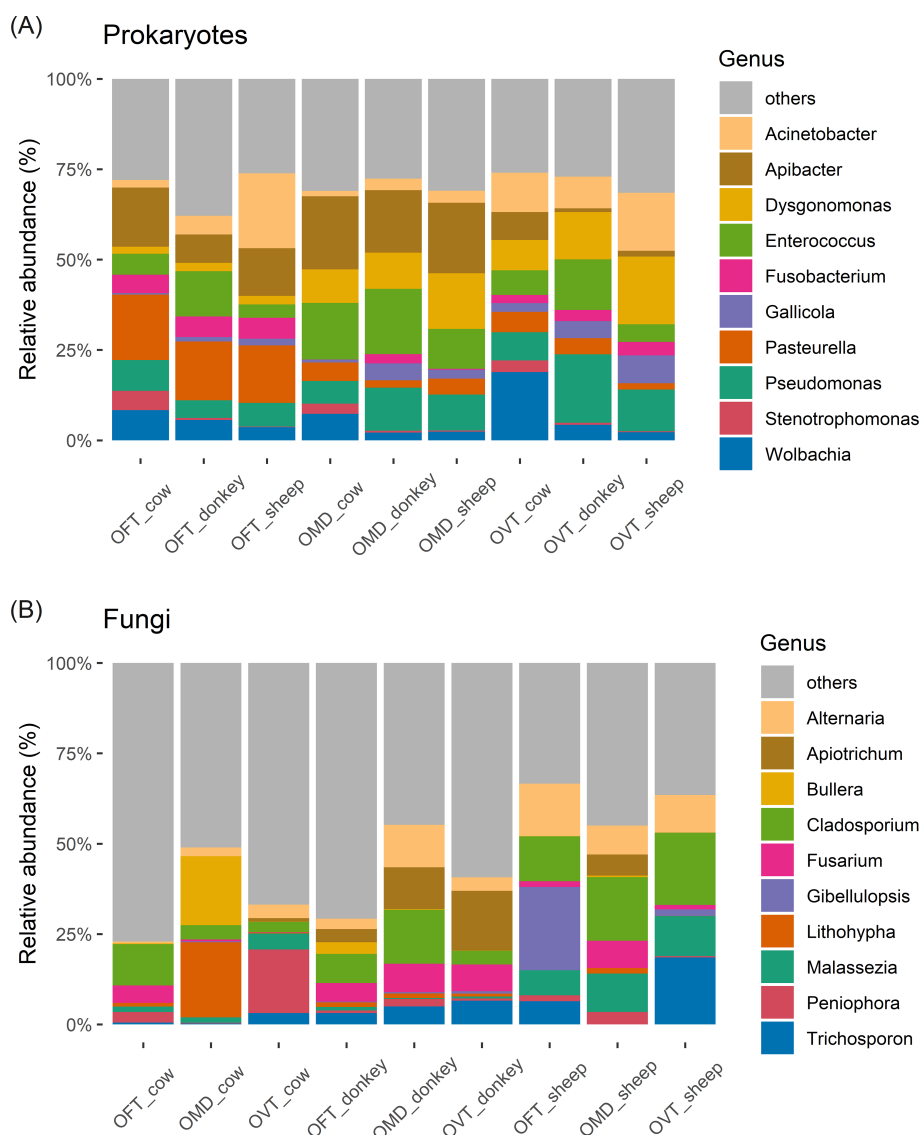 (A)
Prokaryotes
Relative abundance (%)
100%
75%
50%
25%
0%
OFT_cow
OFT_donkey
OFT_sheep
OMD_cow
OMD_donkey
OMD_sheep
OVT_cow
OVT_donkey
OVT_sheep
Genus
others
Acinetobacter
Apibacter
Dysgonomonas
Enterococcus
Fusobacterium
Gallicola
Pasteurella
Pseudomonas
Stenotrophomonas
Wolbachia
(B)
Fungi
Relative abundance (%)
100%
75%
50%
25%
0%
OFT_cow
OMD_cow
OVT_cow
OFT_donkey
OMD_donkey
OVT_donkey
OFT_sheep
OMD_sheep
OVT_sheep
Genus
others
Alternaria
Apiotrichum
Bullera
Cladosporium
Fusarium
Gibellulopsis
Lithohypha
Malassezia
Peniophora
Trichosporon